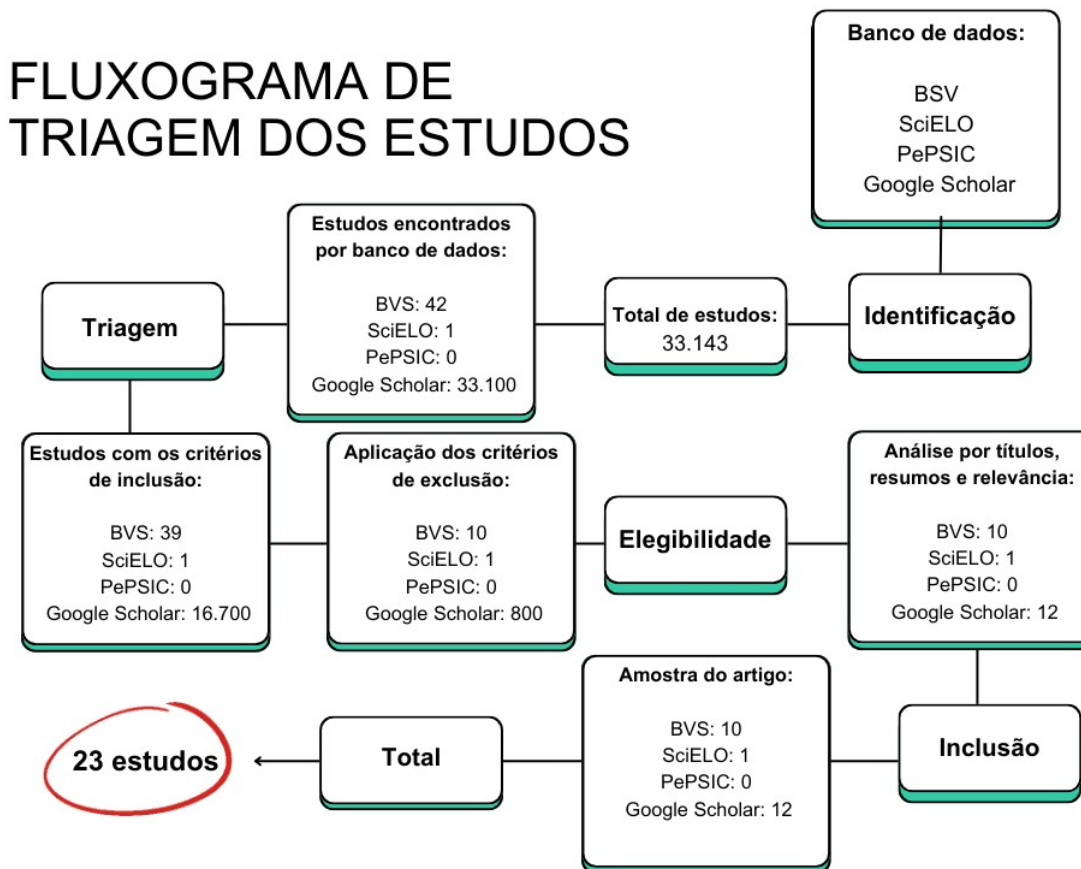 FLUXOGRAMA DE
TRIAGEM DOS ESTUDOS
Banco de dados:
BSV
SciELO
PePSIC
Google Scholar
Identificação
Total de estudos:
33.143
Estudos encontrados
por banco de dados:
BVS: 42
SciELO: 1
PePSIC: 0
Google Scholar: 33.100
Triagem
Estudos com os critérios
de inclusão:
BVS: 39
SciELO: 1
PePSIC: 0
Google Scholar: 16.700
Aplicação dos critérios
de exclusão:
BVS: 10
SciELO: 1
PePSIC: 0
Google Scholar: 800
Elegibilidade
Análise por títulos,
resumos e relevância:
BVS: 10
SciELO: 1
PePSIC: 0
Google Scholar: 12
Inclusão
Amostra do artigo:
BVS: 10
SciELO: 1
PePSIC: 0
Google Scholar: 12
Total
23 estudos